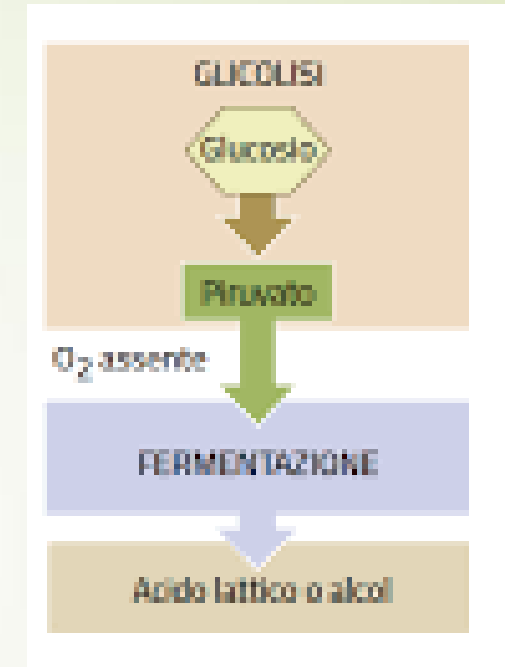 GLICOLISI
Glucosio
Piruvato
O₂ assente
FERMENTAZIONE
Acido lattico o alcol